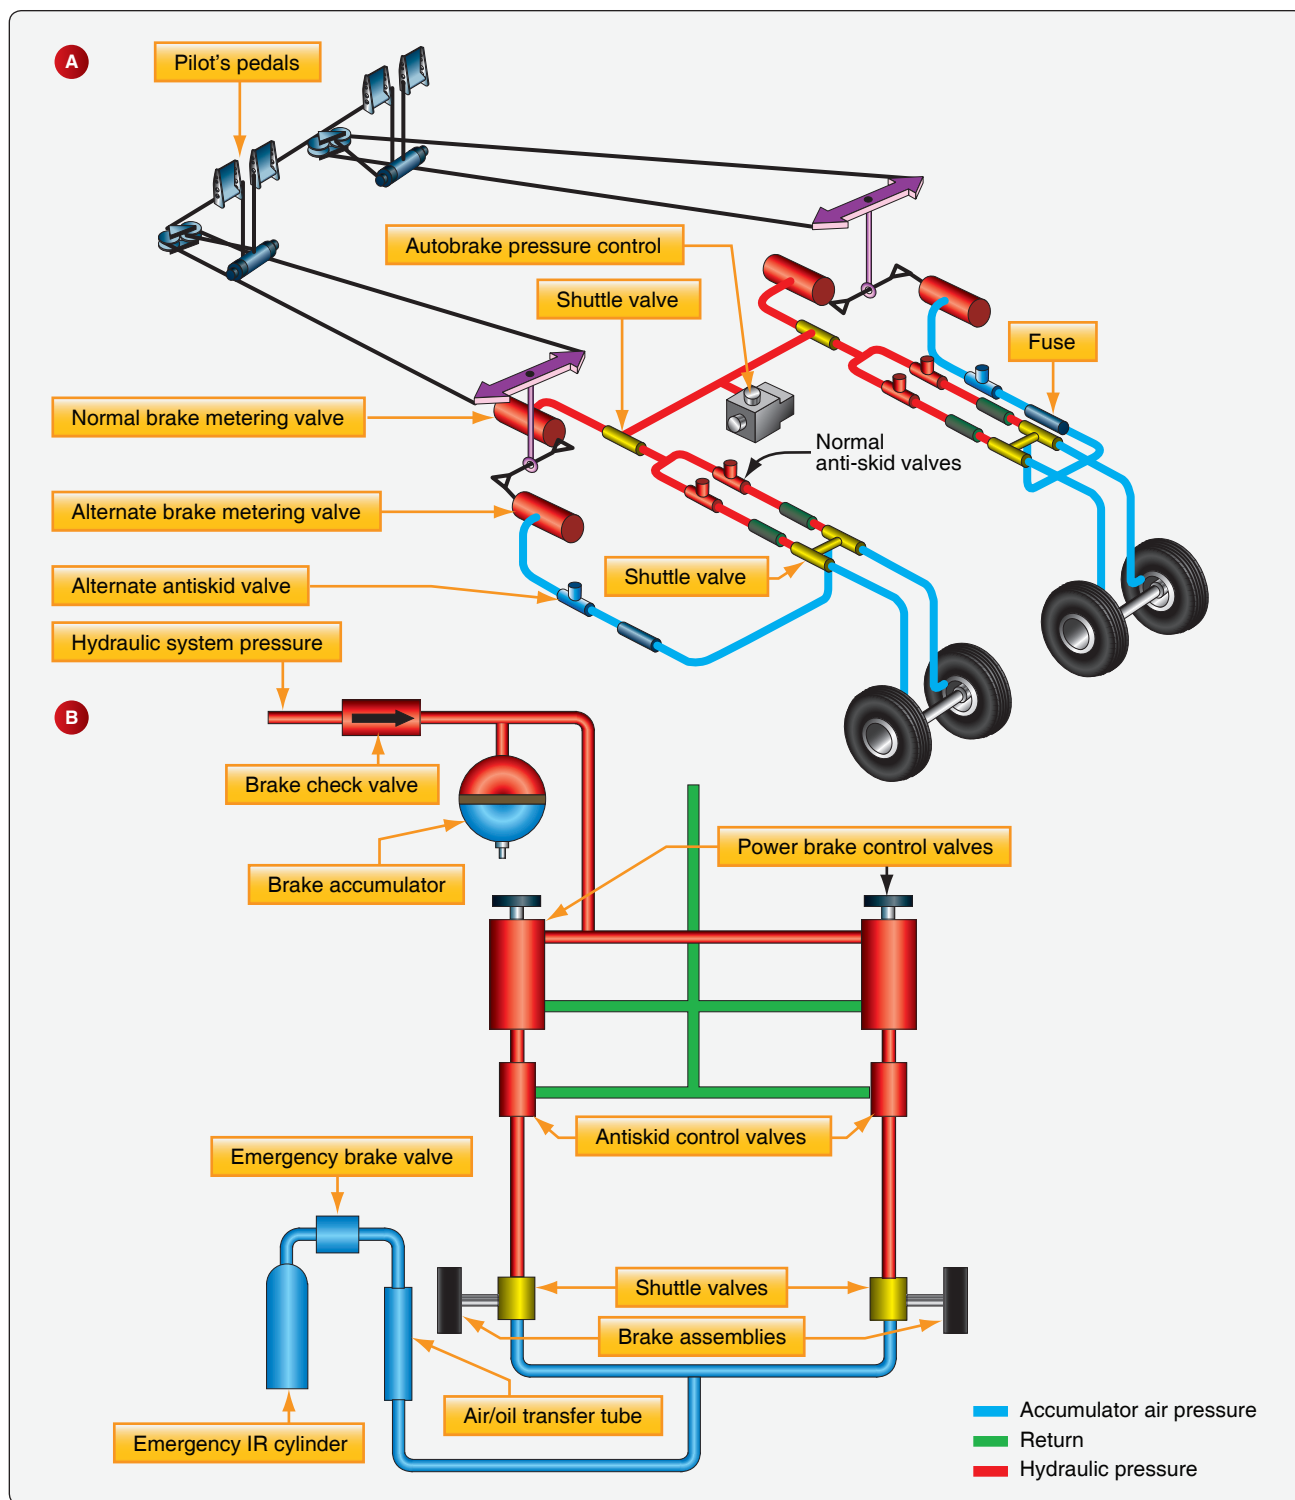 A
Pilot's pedals
Autobrake pressure control
Shuttle valve
Fuse
Normal brake metering valve
Normal
anti-skid valves
Alternate brake metering valve
Shuttle valve
Alternate antiskid valve
Hydraulic system pressure
B
Brake check valve
Power brake control valves
Brake accumulator
Antiskid control valves
Emergency brake valve
Shuttle valves
Brake assemblies
Air/oil transfer tube
Emergency IR cylinder
Accumulator air pressure
Return
Hydraulic pressure